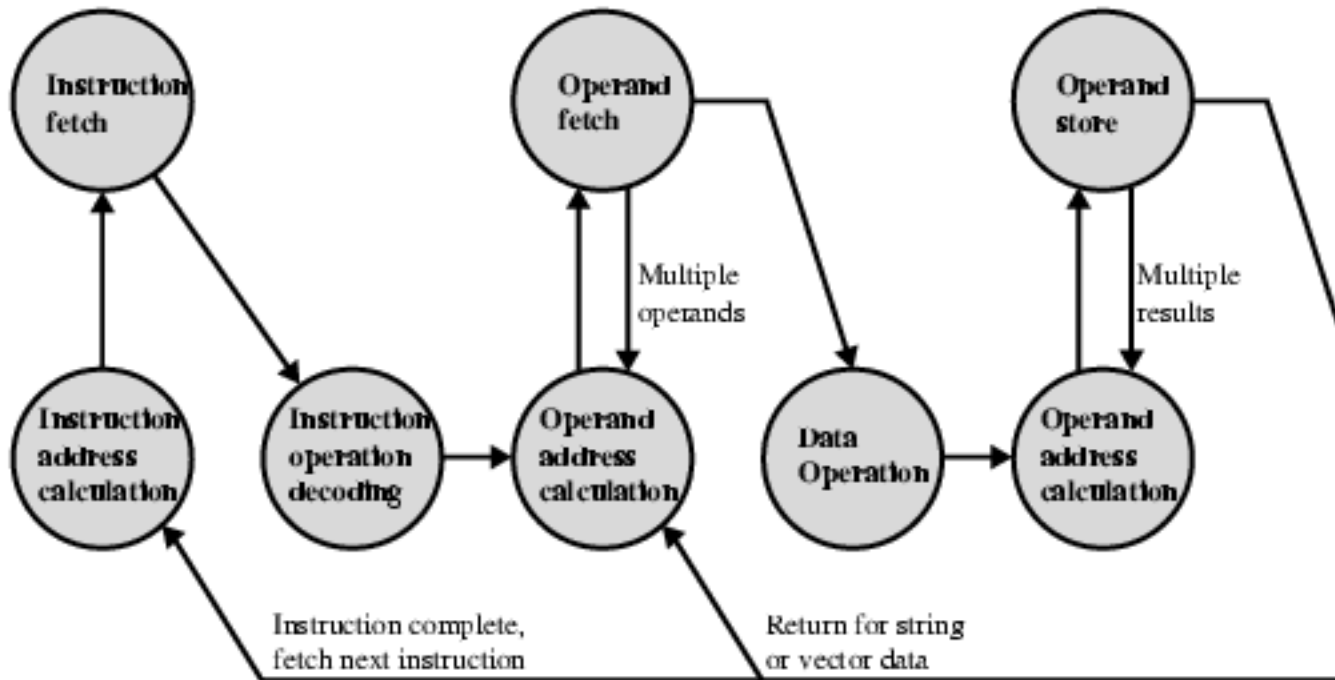 Instruction
fetch
Operand
fetch
Operand
store
Multiple
operands
Multiple
results
Instruction
address
calculation
Instruction
operation
decoding
Operand
address
calculation
Data
Operation
Operand
address
calculation
Instruction complete,
fetch next instruction
Return for string
or vector data